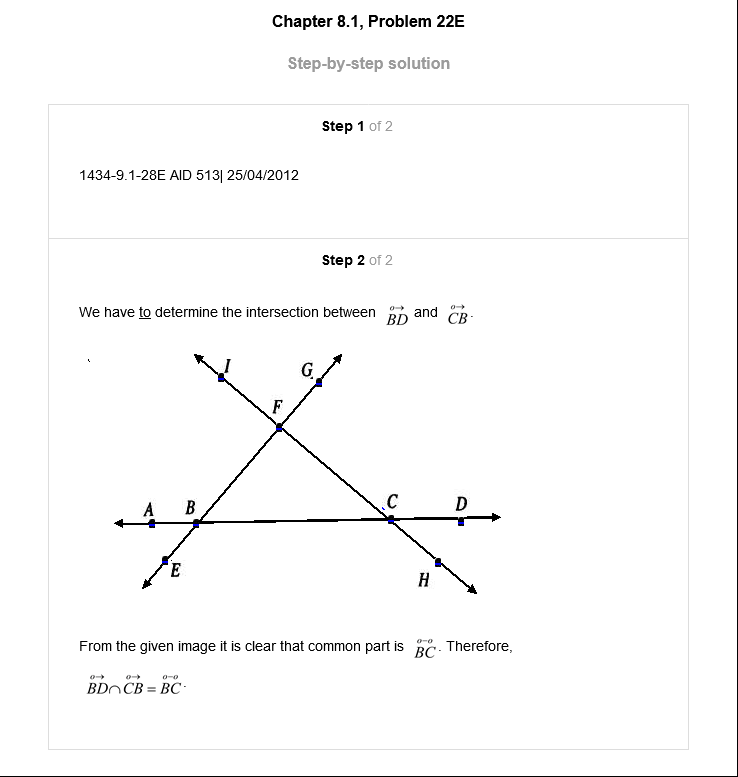 Chapter 8.1, Problem 22E
Step-by-step solution
Step 1 of 2
1434-9.1-28E AID 513| 25/04/2012
Step 2 of 2
We have to determine the intersection between $\overset{o\rightarrow}{BD}$ and $\overset{o\rightarrow}{CB}$.
I
G
F
A B C D
E
H
From the given image it is clear that common part is $\overset{o-o}{BC}$. Therefore,
$\overset{o\rightarrow}{BD} \cap \overset{o\rightarrow}{CB} = \overset{o-o}{BC}$.